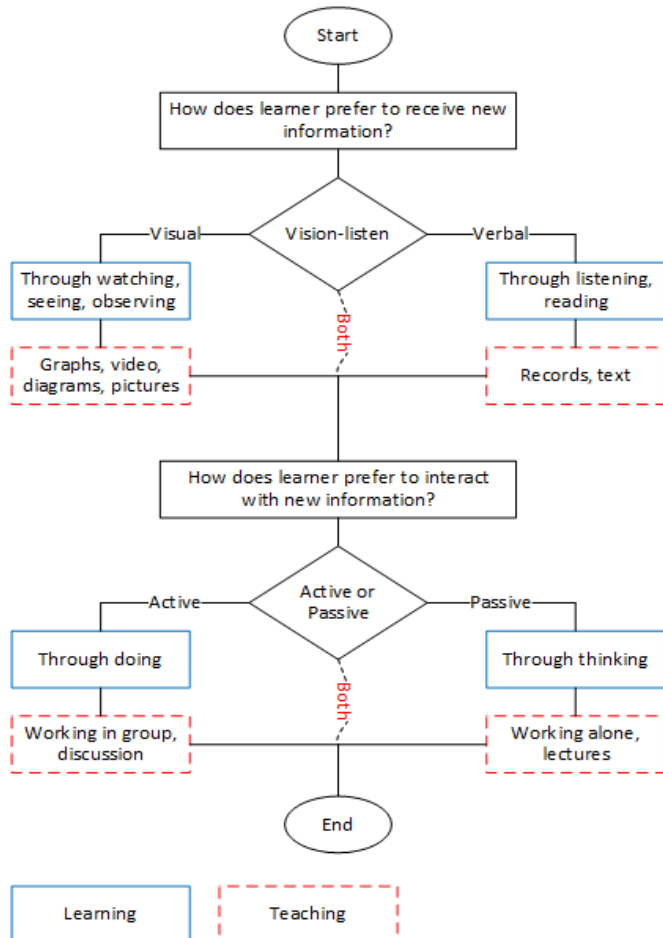 Start
How does learner prefer to receive new
information?
Visual
Vision-listen
Verbal
Through watching,
seeing, observing
Through listening,
reading
Both
Graphs, video,
diagrams, pictures
Records, text
How does learner prefer to interact
with new information?
Active
Active or
Passive
Passive
Through doing
Through thinking
Both
Working in group,
discussion
Working alone,
lectures
End
Learning
Teaching